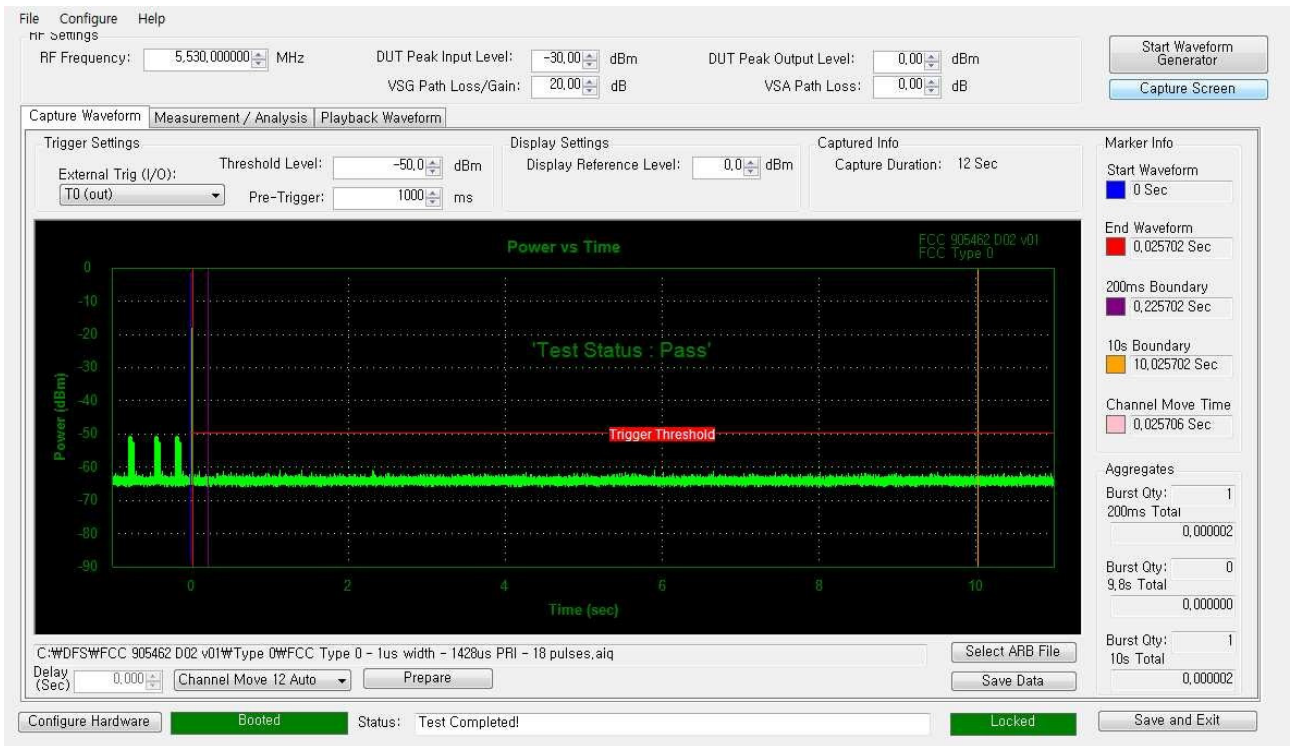 File Configure Help
RF Settings
RF Frequency: 5,530,000000 MHz DUT Peak Input Level: -30,00 dBm DUT Peak Output Level: 0,00 dBm
VSG Path Loss/Gain: 20,00 dB VSA Path Loss: 0,00 dB
Start Waveform
Generator
Capture Screen
Capture Waveform Measurement / Analysis Playback Waveform
Trigger Settings
External Trig (I/O):
T0 (out)
Threshold Level: -50,0 dBm
Pre-Trigger: 1000 ms
Display Settings
Display Reference Level: 0,0 dBm
Captured Info
Capture Duration: 12 Sec
Marker Info
Start Waveform
0 Sec
End Waveform
0,025702 Sec
200ms Boundary
0,225702 Sec
10s Boundary
10,025702 Sec
Channel Move Time
0,025706 Sec
Power vs Time
FCC 905462 D02 v01
FCC Type 0
'Test Status : Pass'
Trigger Threshold
Power (dBm)
0
-10
-20
-30
-40
-50
-60
-70
-80
-90
0 2 4 6 8 10
Time (sec)
Aggregates
Burst Qty: 1
200ms Total
0,000002
Burst Qty: 0
9,8s Total
0,000000
Burst Qty: 1
10s Total
0,000002
C:₩DFS₩FCC 905462 D02 v01₩Type 0₩FCC Type 0 - 1us width - 1428us PRI - 18 pulses,aiq
Select ARB File
Delay
(Sec) 0,000 Channel Move 12 Auto Prepare
Save Data
Configure Hardware Booted Status: Test Completed! Locked Save and Exit